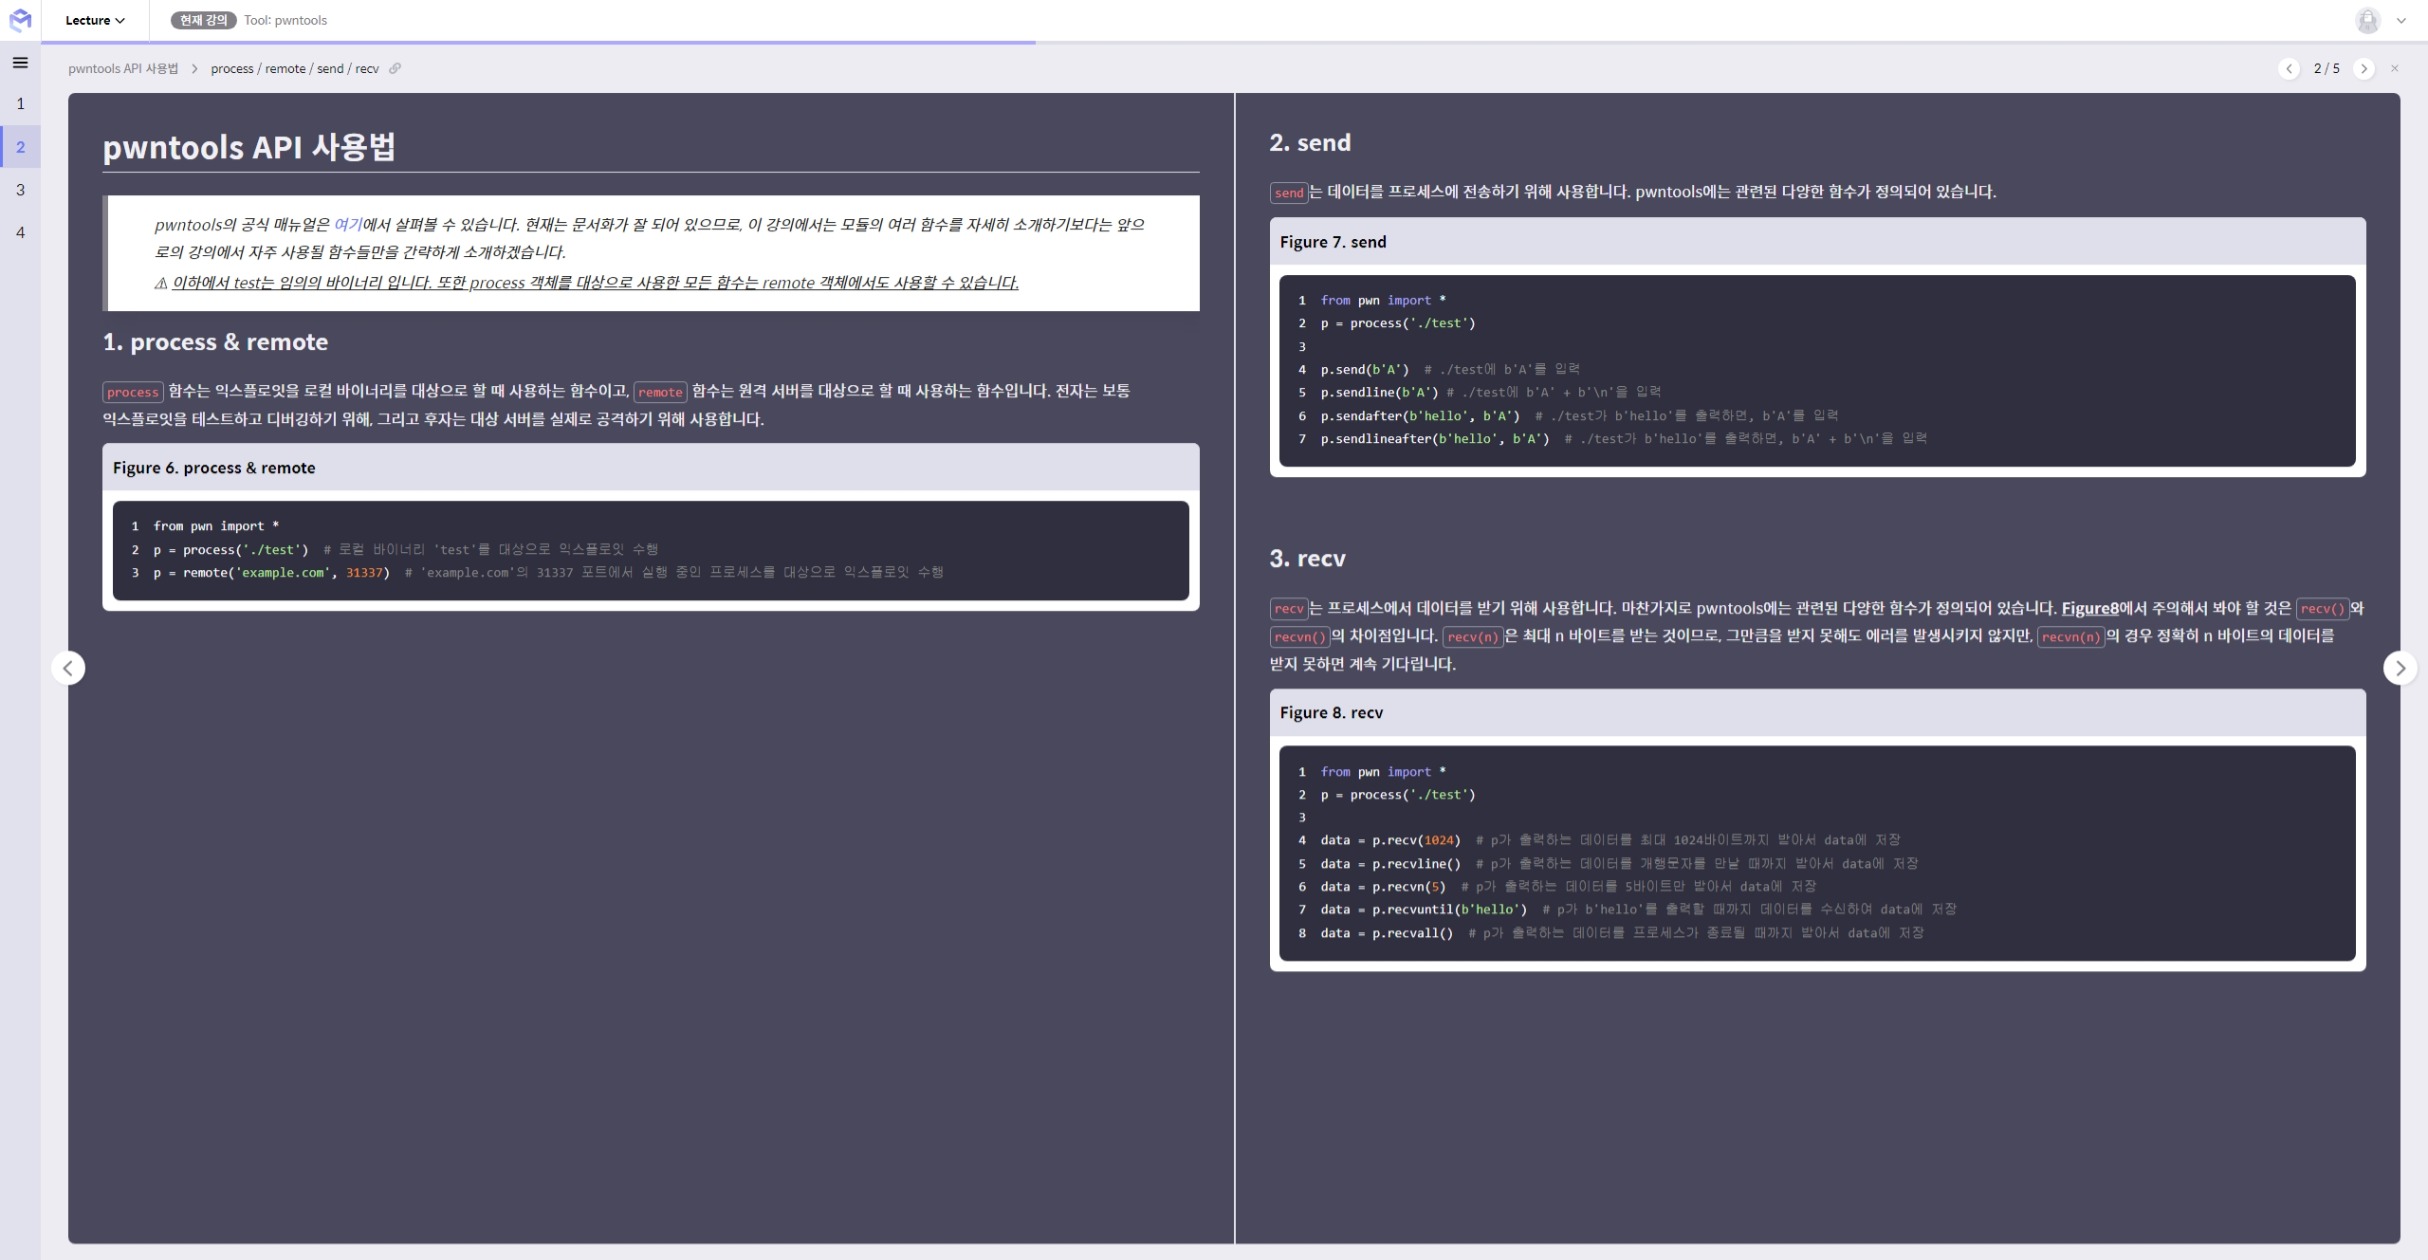 Lecture
현재 강의 Tool: pwntools
pwntools API 사용법 > process / remote / send / recv
2 / 5
1
2
3
4
pwntools API 사용법
pwntools의 공식 매뉴얼은 여기에서 살펴볼 수 있습니다. 현재는 문서화가 잘 되어 있으므로, 이 강의에서는 모듈의 여러 함수를 자세히 소개하기보다는 앞으
로의 강의에서 자주 사용될 함수들만을 간략하게 소개하겠습니다.
⚠ 이하에서 test는 임의의 바이너리 입니다. 또한 process 객체를 대상으로 사용한 모든 함수는 remote 객체에서도 사용할 수 있습니다.
1. process & remote
process 함수는 익스플로잇을 로컬 바이너리를 대상으로 할 때 사용하는 함수이고, remote 함수는 원격 서버를 대상으로 할 때 사용하는 함수입니다. 전자는 보통
익스플로잇을 테스트하고 디버깅하기 위해, 그리고 후자는 대상 서버를 실제로 공격하기 위해 사용합니다.
Figure 6. process & remote
1 from pwn import *
2 p = process('./test') # 로컬 바이너리 'test'를 대상으로 익스플로잇 수행
3 p = remote('example.com', 31337) # 'example.com'의 31337 포트에서 실행 중인 프로세스를 대상으로 익스플로잇 수행
2. send
send는 데이터를 프로세스에 전송하기 위해 사용합니다. pwntools에는 관련된 다양한 함수가 정의되어 있습니다.
Figure 7. send
1 from pwn import *
2 p = process('./test')
3
4 p.send(b'A') # ./test에 b'A'를 입력
5 p.sendline(b'A') # ./test에 b'A' + b'\n'을 입력
6 p.sendafter(b'hello', b'A') # ./test가 b'hello'를 출력하면, b'A'를 입력
7 p.sendlineafter(b'hello', b'A') # ./test가 b'hello'를 출력하면, b'A' + b'\n'을 입력
3. recv
recv는 프로세스에서 데이터를 받기 위해 사용합니다. 마찬가지로 pwntools에는 관련된 다양한 함수가 정의되어 있습니다. Figure8에서 주의해서 봐야 할 것은 recv()와
recvn()의 차이점입니다. recv(n)은 최대 n 바이트를 받는 것이므로, 그만큼을 받지 못해도 에러를 발생시키지 않지만, recvn(n)의 경우 정확히 n 바이트의 데이터를
받지 못하면 계속 기다립니다.
Figure 8. recv
1 from pwn import *
2 p = process('./test')
3
4 data = p.recv(1024) # p가 출력하는 데이터를 최대 1024바이트까지 받아서 data에 저장
5 data = p.recvline() # p가 출력하는 데이터를 개행문자를 만날 때까지 받아서 data에 저장
6 data = p.recvn(5) # p가 출력하는 데이터를 5바이트만 받아서 data에 저장
7 data = p.recvuntil(b'hello') # p가 b'hello'를 출력할 때까지 데이터를 수신하여 data에 저장
8 data = p.recvall() # p가 출력하는 데이터를 프로세스가 종료될 때까지 받아서 data에 저장